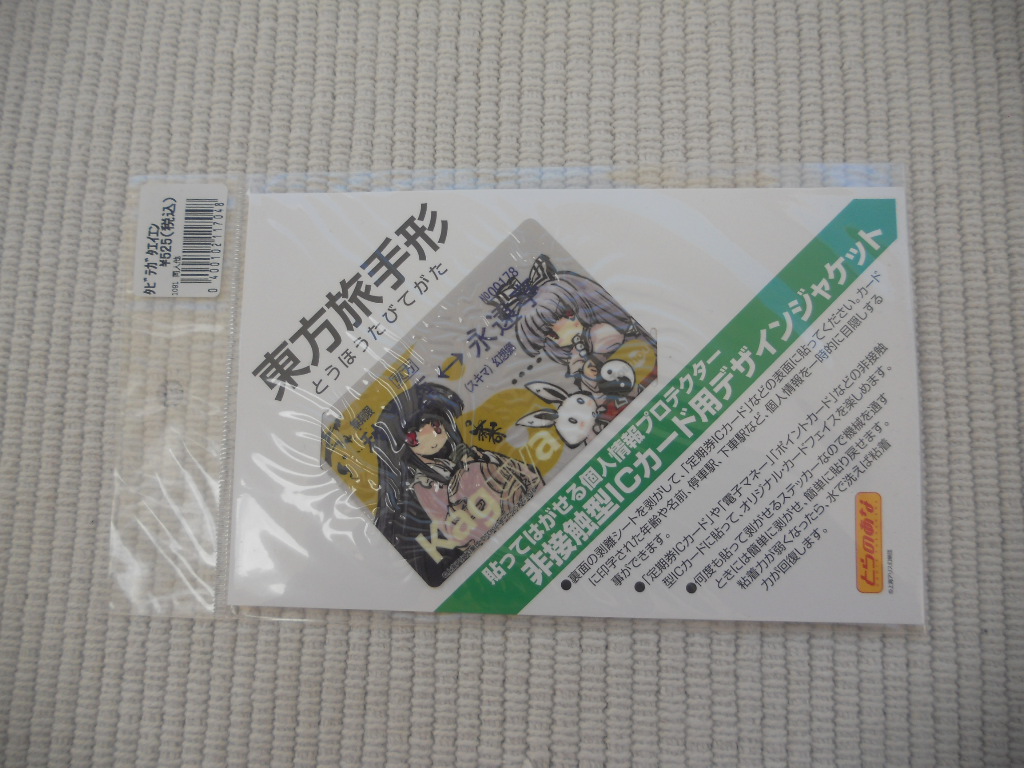 ﾀﾋﾞﾃｶﾞﾀｴｲｴﾝ
¥525(税込)
0 400102 117048
東方旅手形
とうほうたびてがた
永遠
(スキマ) 幻想郷
Kag
a
貼ってはがせる個人情報プロテクター
非接触型ICカード用デザインジャケット
●裏面の剥離シートを剥がして、「定期券ICカード」などの表面に貼ってください。カード
に印字された年齢や名前、停車駅、下車駅など、個人情報を一時的に目隠しする
事ができます。
●「定期券ICカード」や「電子マネー」「ポイントカード」などの非接触
型ICカードに貼って、オリジナル・カードフェイスを楽しめます。
●何度も貼って剥がせるステッカーなので機械を通す
ときには簡単に剥がせ、簡単に貼り戻せます。
粘着力が弱くなったら、水で洗えば粘着
力が回復します。
とらのあな